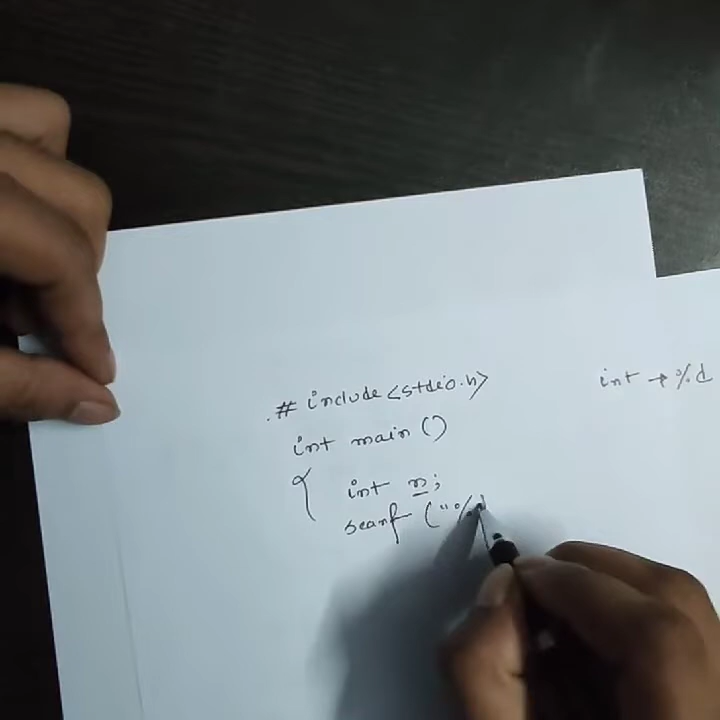 # include <stdio.h>
int → %d
int main ()
{ int n;
scanf ("%